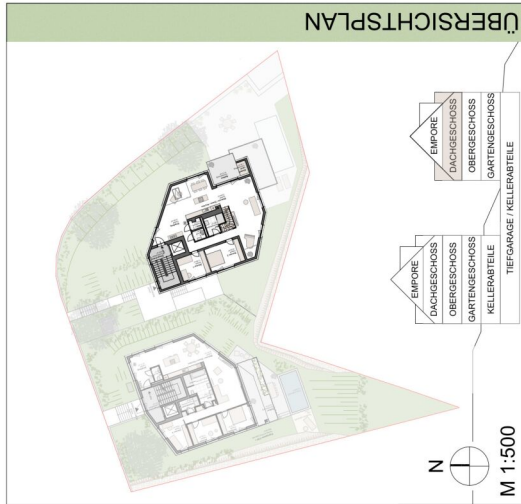 ÜBERSICHTSPLAN
EMPORE
DACHGESCHOSS
OBERGESCHOSS
GARTENGESCHOSS
TIEFGARAGE / KELLERABTEILE
EMPORE
DACHGESCHOSS
OBERGESCHOSS
GARTENGESCHOSS
KELLERABTEILE
N
M 1:500